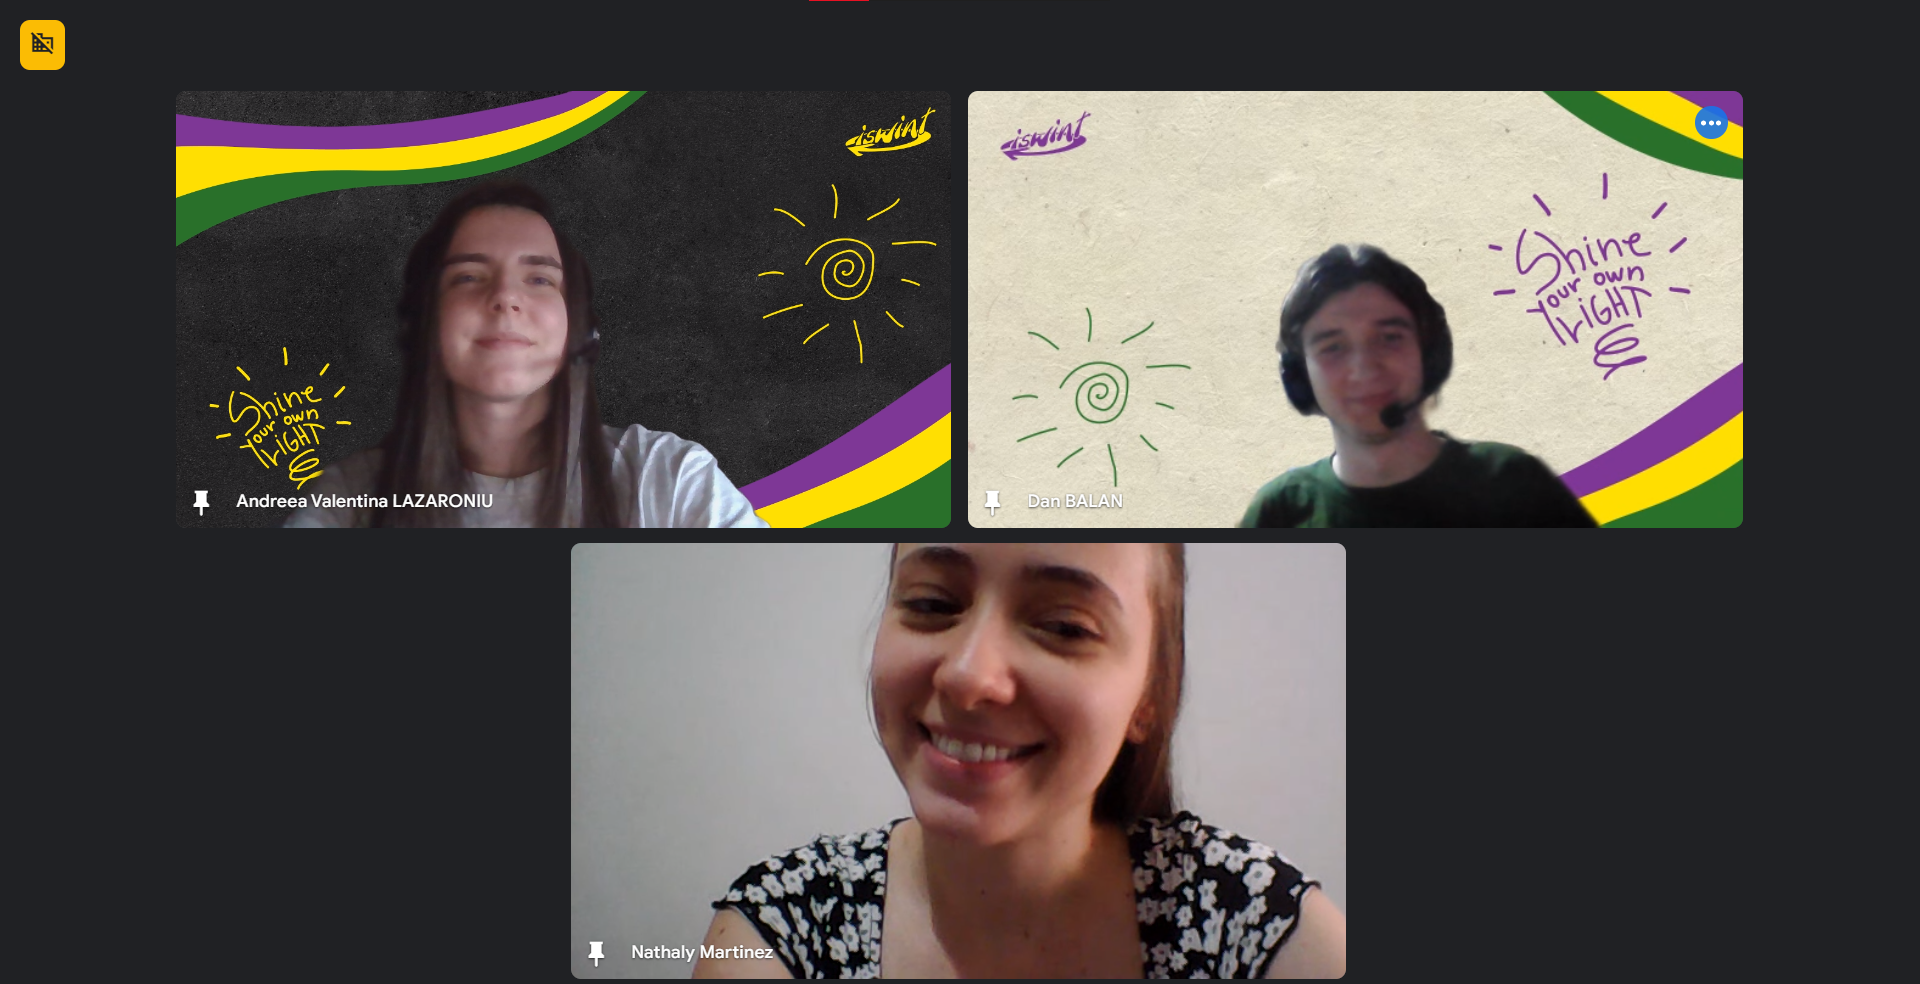 iswinT
Shine
your own
LIGHT
Andreea Valentina LAZARONIU
iswinT
Shine
your own
LIGHT
Dan BALAN
Nathaly Martinez